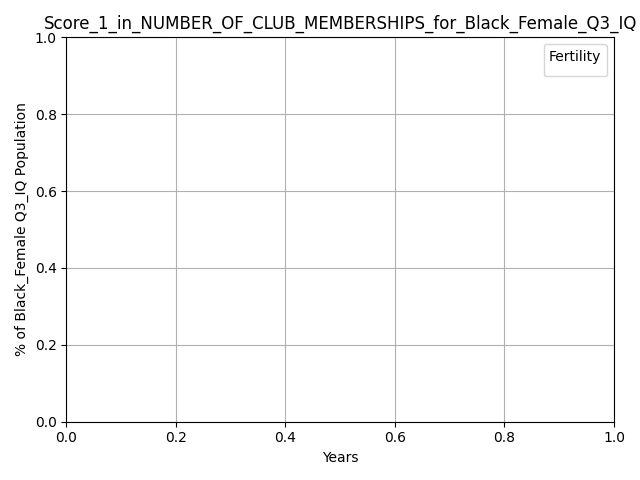 Score_1_in_NUMBER_OF_CLUB_MEMBERSHIPS_for_Black_Female_Q3_IQ
Fertility
% of Black_Female Q3_IQ Population
1.0
0.8
0.6
0.4
0.2
0.0
0.0 0.2 0.4 0.6 0.8 1.0
Years